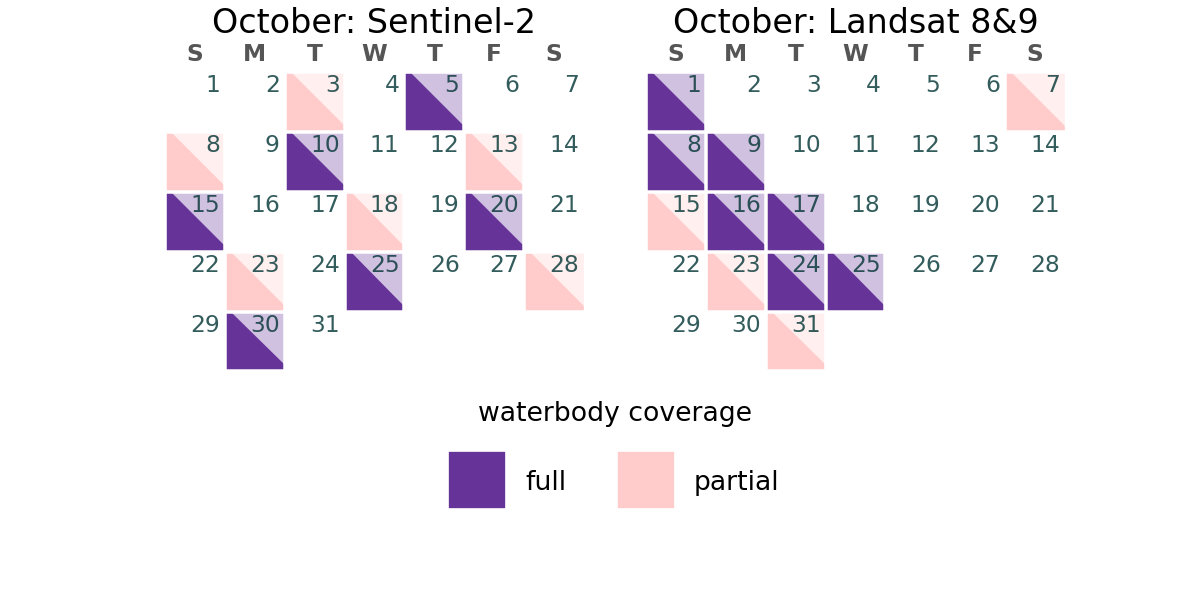 October: Sentinel-2
S M T W T F S
1 2 3 4 5 6 7
8 9 10 11 12 13 14
15 16 17 18 19 20 21
22 23 24 25 26 27 28
29 30 31
October: Landsat 8&9
S M T W T F S
1 2 3 4 5 6 7
8 9 10 11 12 13 14
15 16 17 18 19 20 21
22 23 24 25 26 27 28
29 30 31
waterbody coverage
full partial